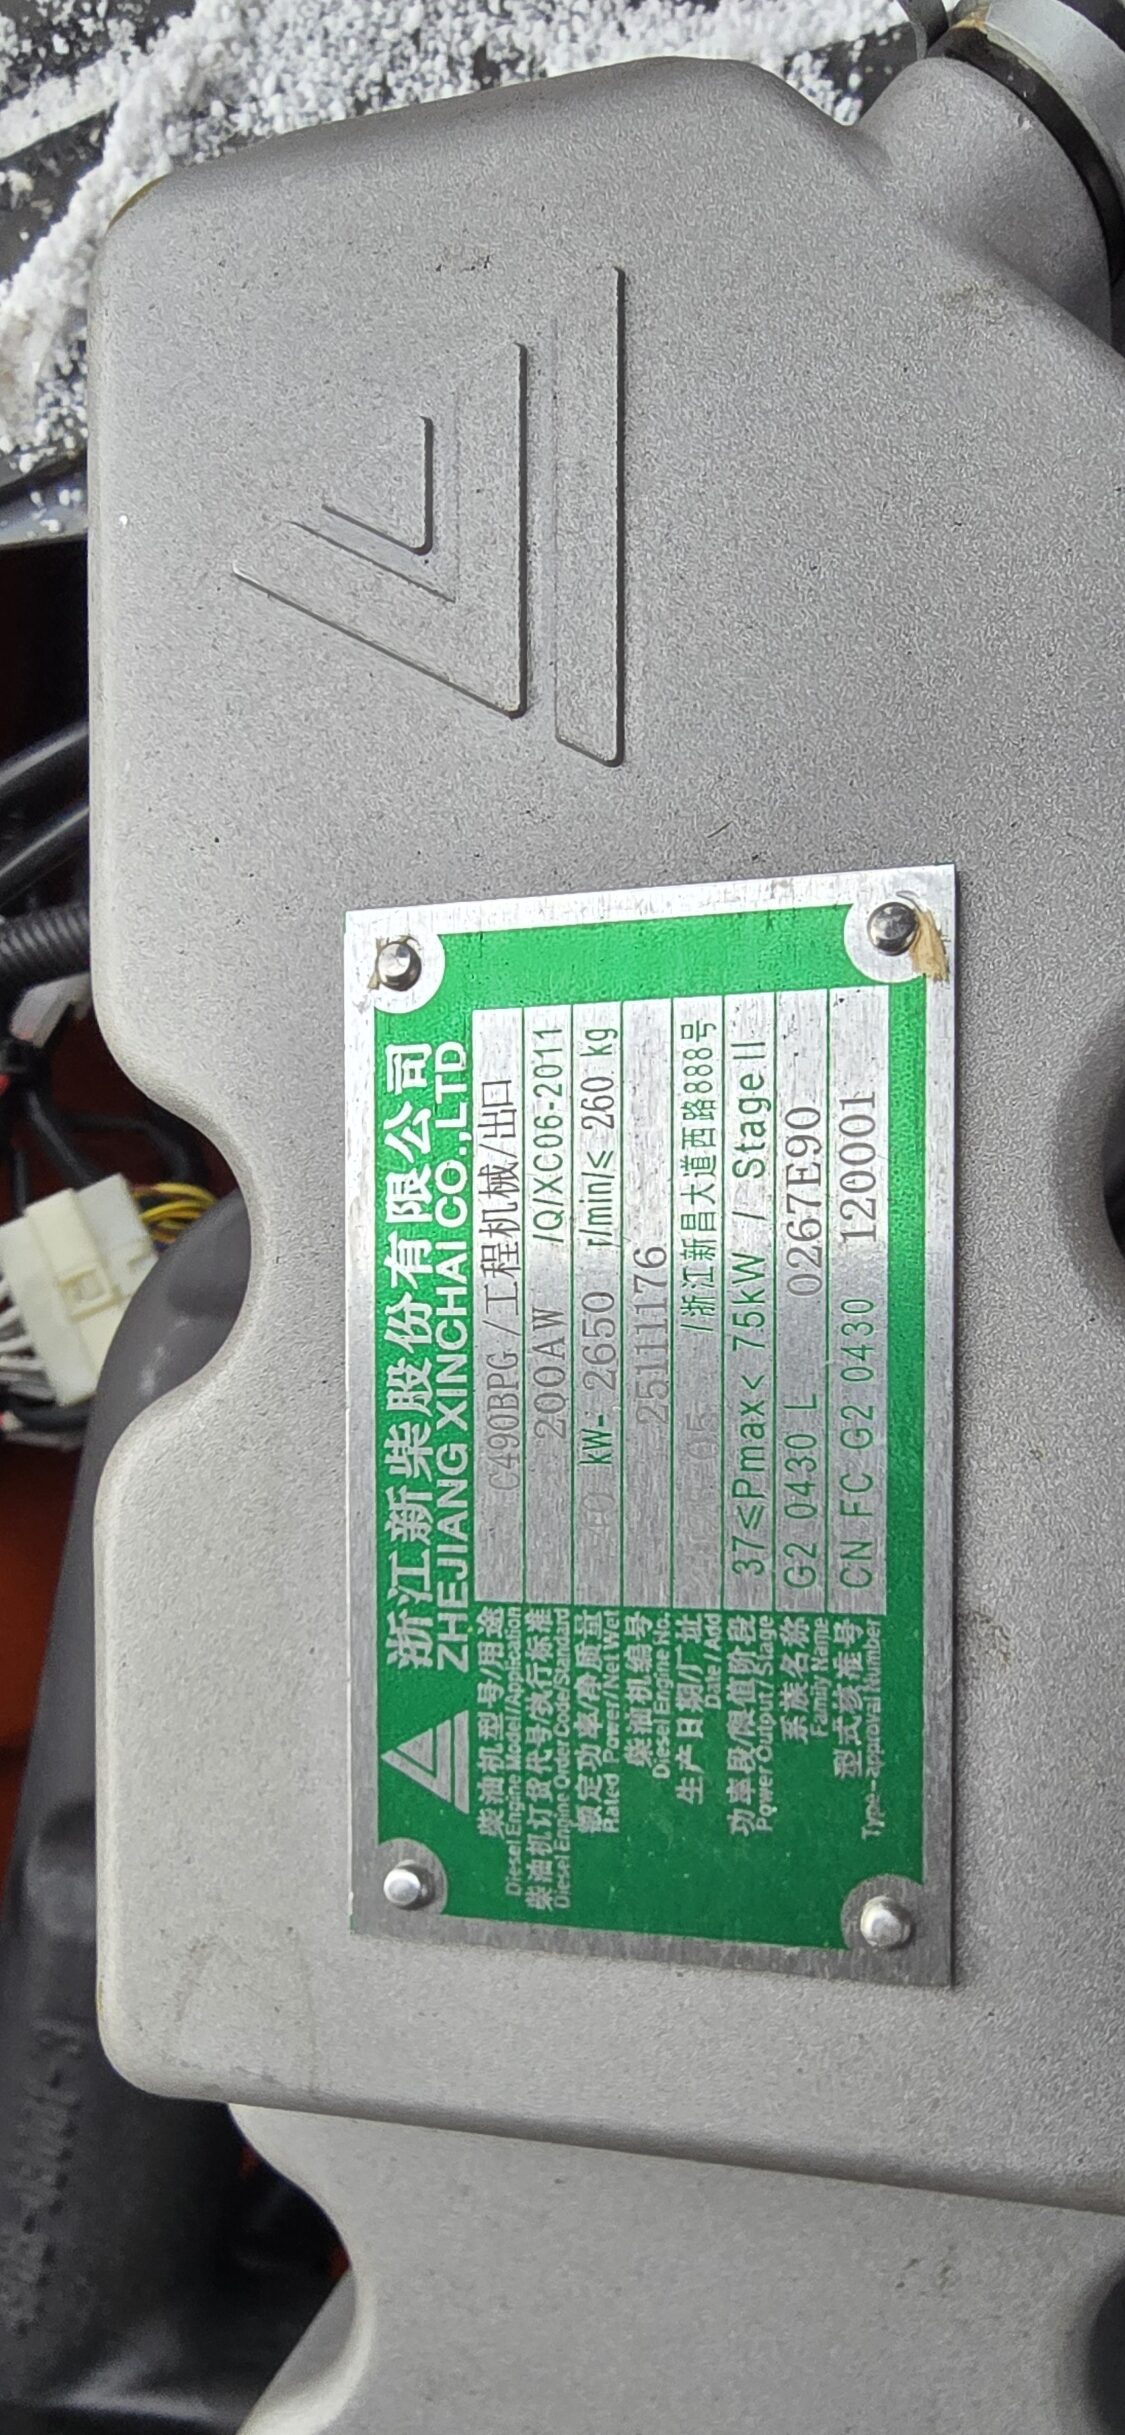 浙江新柴股份有限公司
ZHEJIANG XINCHAI CO.,LTD
柴油机型号/用途 C490BPG /工程机械/出口
Diesel Engine Model/Application
柴油机订货代号/执行标准 200AW /Q/XC06-2011
Diesel Engine Order Code/Standard
额定功率/净质量 40 kW- 2650 r/min/≤ 260 kg
Rated Power/Net Wet
柴油机编号 25111176
Diesel Engine No.
生产日期/厂址 05 /浙江新昌大道西路888号
Date/Add
功率段/限值阶段 37≤Pmax< 75kW / Stage II
Power Output/Stage
系族名称 G2 0430 L 0267E90
Family Name
型式核准号 CN FC G2 0430 120001
Type-approval Number